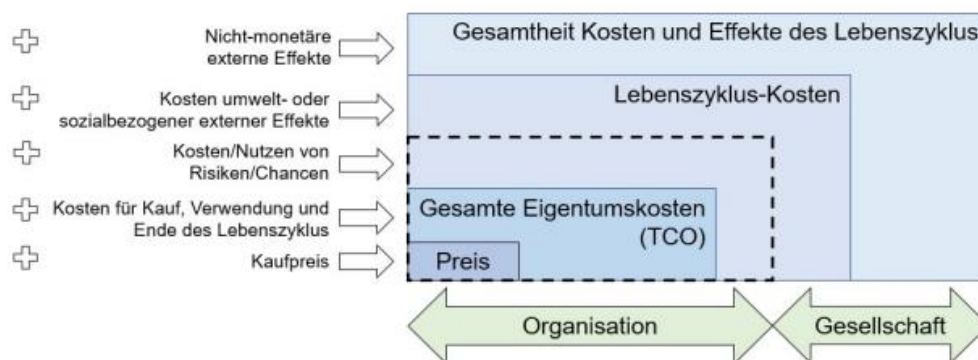 Nicht-monetäre
externe Effekte
Kosten umwelt- oder
sozialbezogener externer Effekte
Kosten/Nutzen von
Risiken/Chancen
Kosten für Kauf, Verwendung und
Ende des Lebenszyklus
Kaufpreis
Gesamtheit Kosten und Effekte des Lebenszyklus
Lebenszyklus-Kosten
Gesamte Eigentumskosten
(TCO)
Preis
Organisation
Gesellschaft